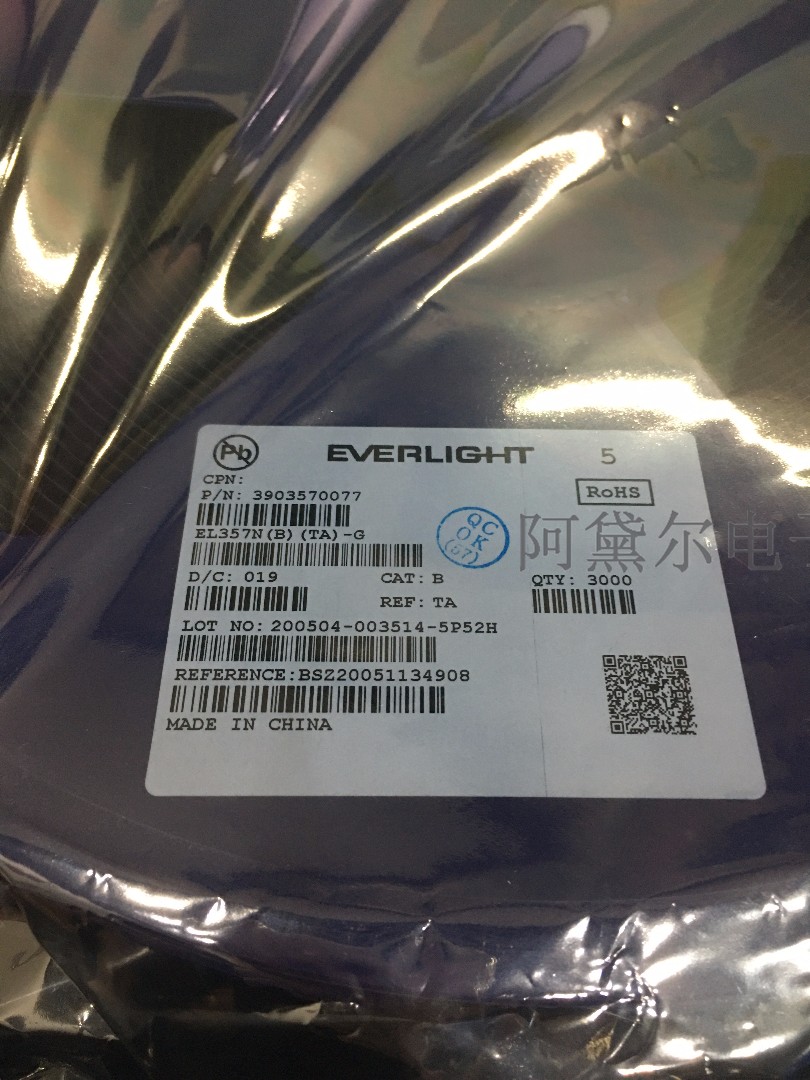 Pb
EVERLIGHT 5
CPN:
P/N: 3903570077
RoHS
EL357N(B)(TA)-G
QC
OK
(57)
阿黛尔电
D/C: 019 CAT: B QTY: 3000
REF: TA
LOT NO: 200504-003514-5P52H
REFERENCE:BSZ20051134908
MADE IN CHINA